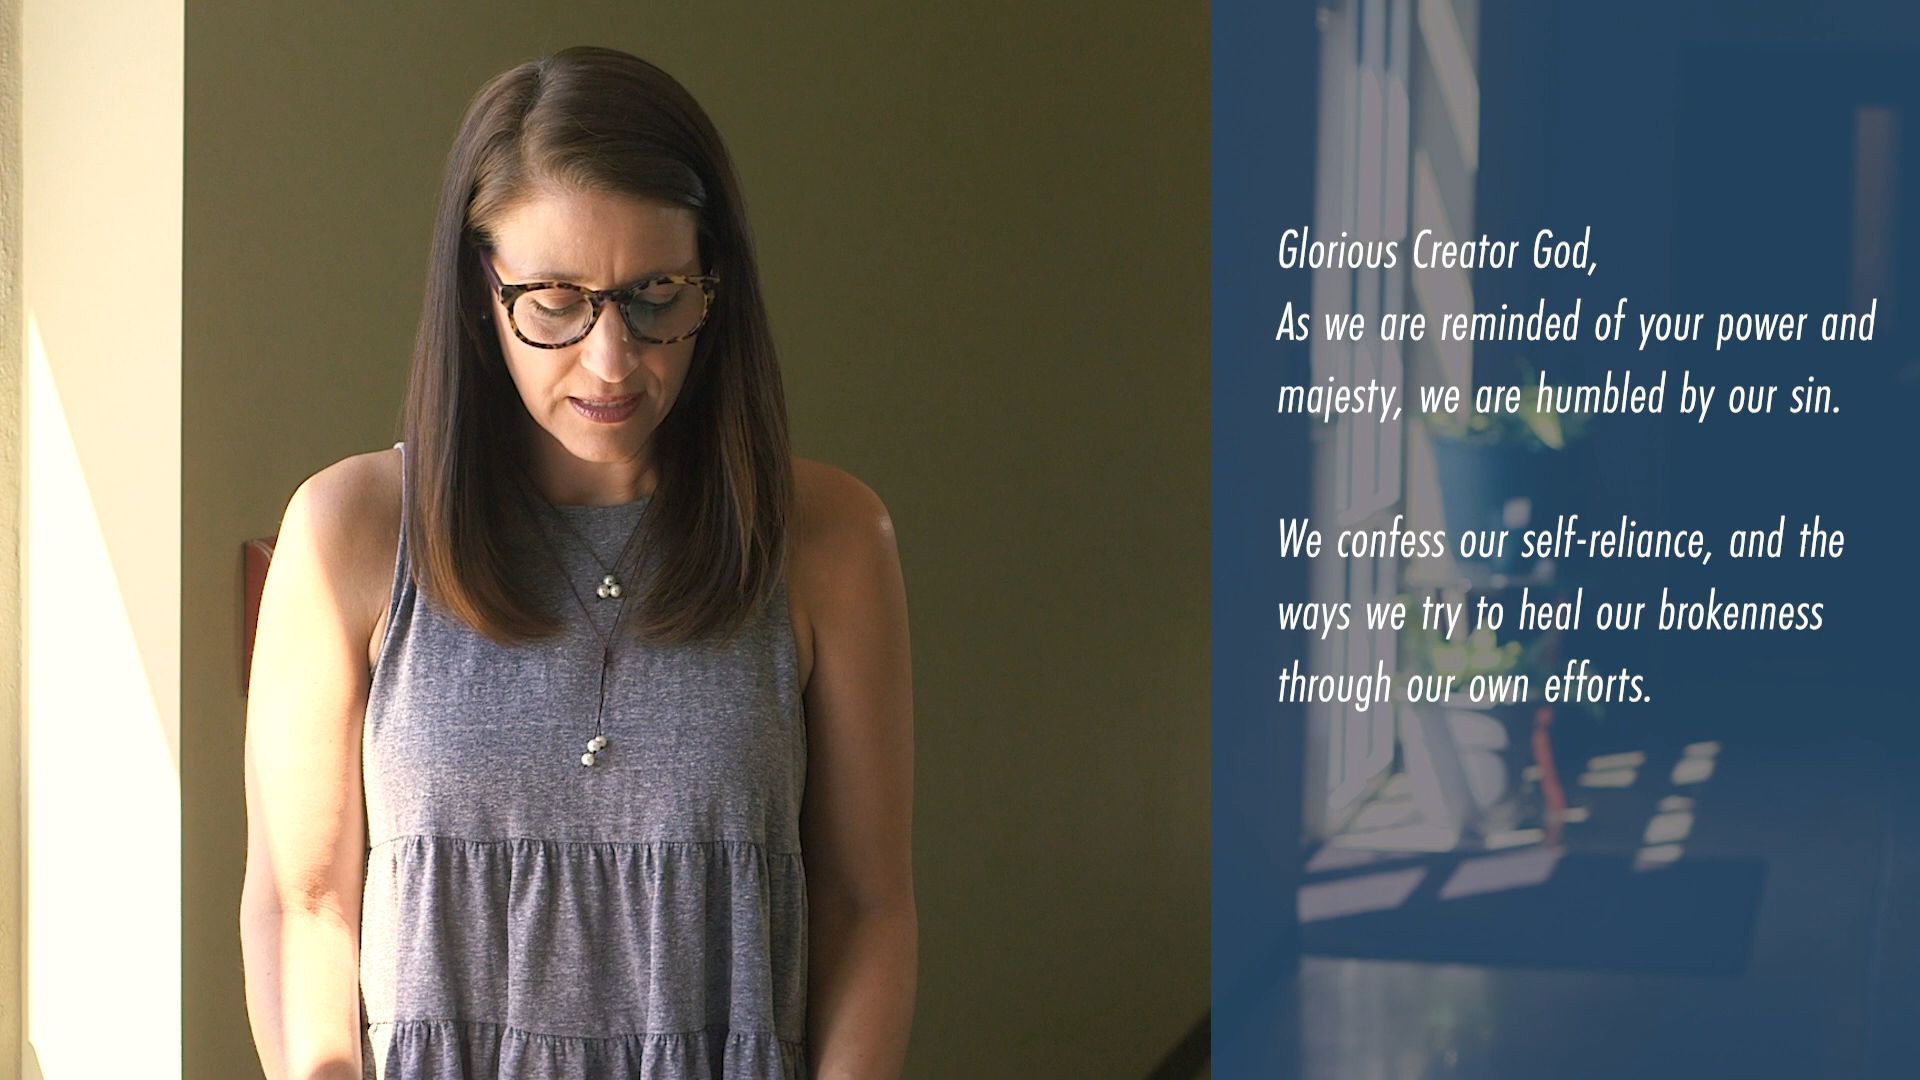 Glorious Creator God,
As we are reminded of your power and
majesty, we are humbled by our sin.
We confess our self-reliance, and the
ways we try to heal our brokenness
through our own efforts.